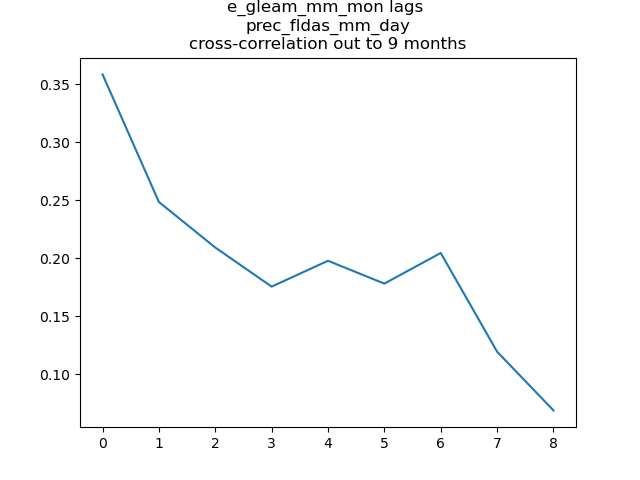 e_gleam_mm_mon lags
prec_fldas_mm_day
cross-correlation out to 9 months
0.35
0.30
0.25
0.20
0.15
0.10
0 1 2 3 4 5 6 7 8